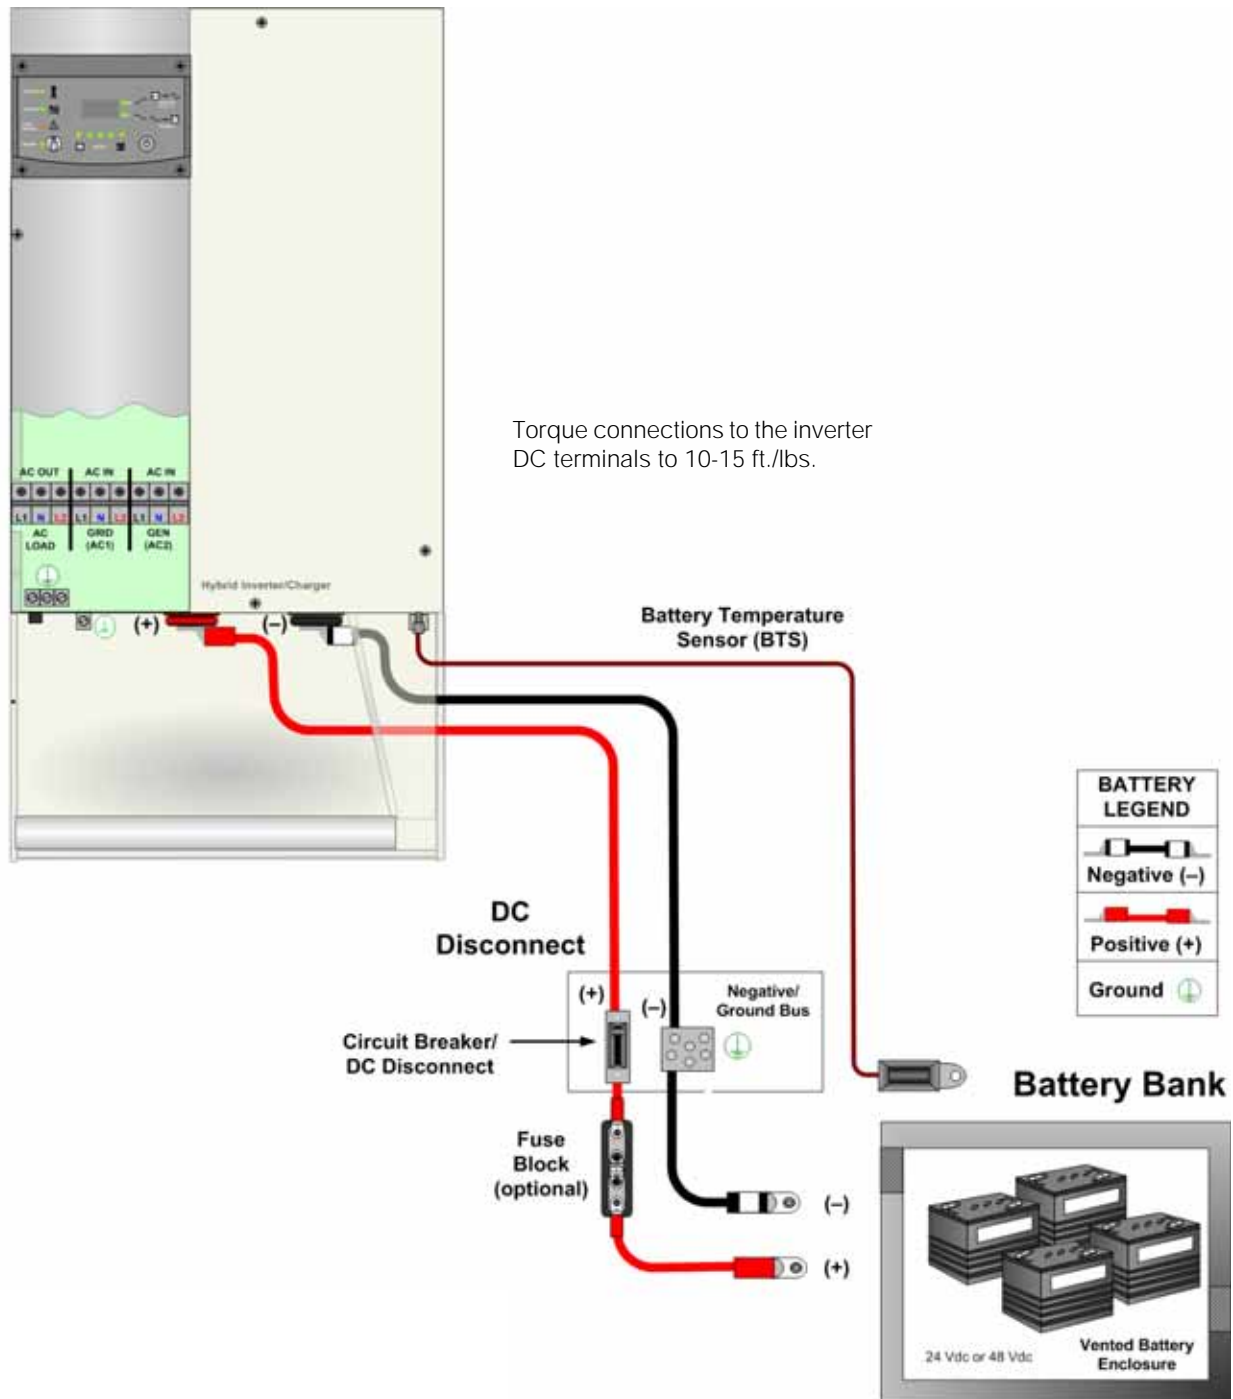 Torque connections to the inverter
DC terminals to 10-15 ft./lbs.
AC OUT AC IN AC IN
L1 N L2 L1 N L2 L1 N L2
AC
LOAD
GRID
(AC1)
GEN
(AC2)
Hybrid Inverter/Charger
(+) (–)
Battery Temperature
Sensor (BTS)
BATTERY
LEGEND
Negative (–)
Positive (+)
Ground
DC
Disconnect
(+) (–)
Negative/
Ground Bus
Circuit Breaker/
DC Disconnect
Battery Bank
Fuse
Block
(optional)
(–)
(+)
24 Vdc or 48 Vdc
Vented Battery
Enclosure